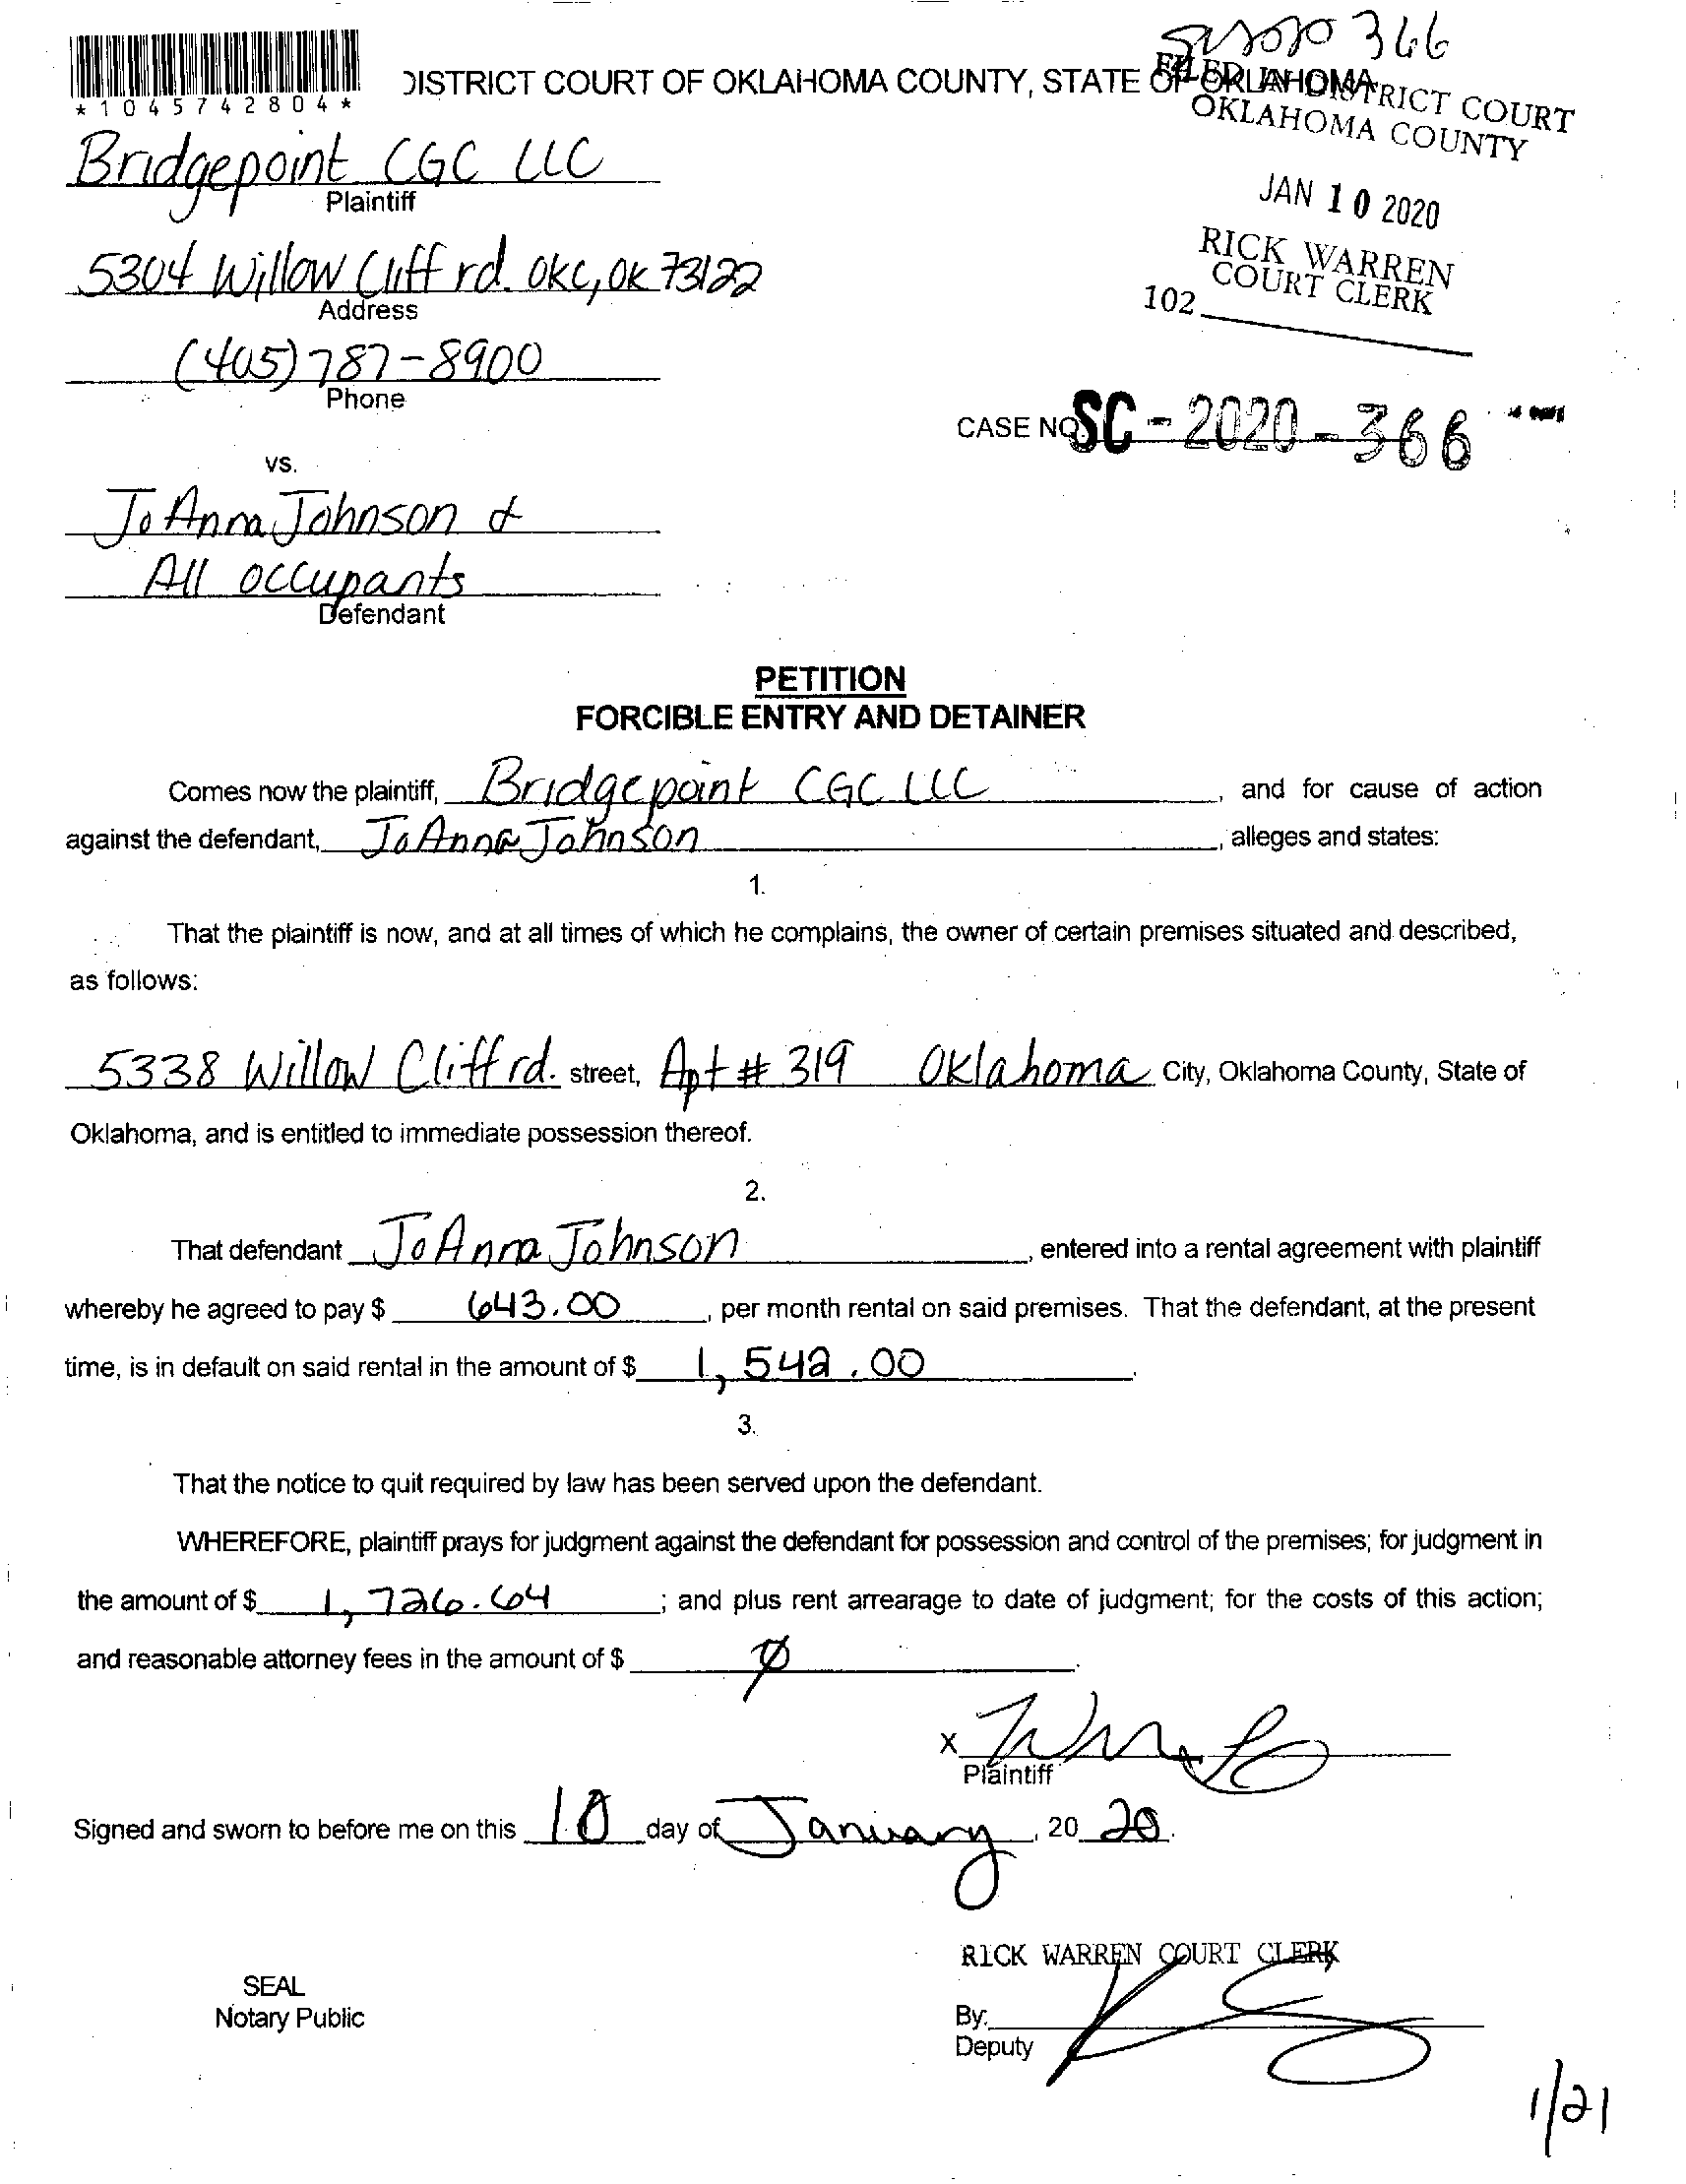 366
DISTRICT COURT OF OKLAHOMA COUNTY, STATE OF OKLAHOMA
FILED IN DISTRICT COURT
OKLAHOMA COUNTY
*1045742804*
Bridgepoint CGC LLC
Plaintiff
JAN 10 2020
RICK WARREN
COURT CLERK
102
5304 Willow Cliff rd. OKC, OK 73122
Address
(405) 787-8900
Phone
CASE NO. SC-2020-366
vs.
JoAnna Johnson &
All occupants
Defendant
PETITION
FORCIBLE ENTRY AND DETAINER
Comes now the plaintiff, Bridgepoint CGC LLC, and for cause of action
against the defendant, JoAnna Johnson, alleges and states:
1.
That the plaintiff is now, and at all times of which he complains, the owner of certain premises situated and described,
as follows:
5338 Willow Cliff rd. street, Apt # 319 Oklahoma City, Oklahoma County, State of
Oklahoma, and is entitled to immediate possession thereof.
2.
That defendant JoAnna Johnson, entered into a rental agreement with plaintiff
whereby he agreed to pay $ 643.00, per month rental on said premises. That the defendant, at the present
time, is in default on said rental in the amount of $ 1,542.00.
3.
That the notice to quit required by law has been served upon the defendant.
WHEREFORE, plaintiff prays for judgment against the defendant for possession and control of the premises; for judgment in
the amount of $ 1,726.64; and plus rent arrearage to date of judgment; for the costs of this action;
and reasonable attorney fees in the amount of $ Ø.
X
Plaintiff
Signed and sworn to before me on this 10 day of January, 20 20.
RICK WARREN COURT CLERK
SEAL
Notary Public
By:
Deputy
1/21